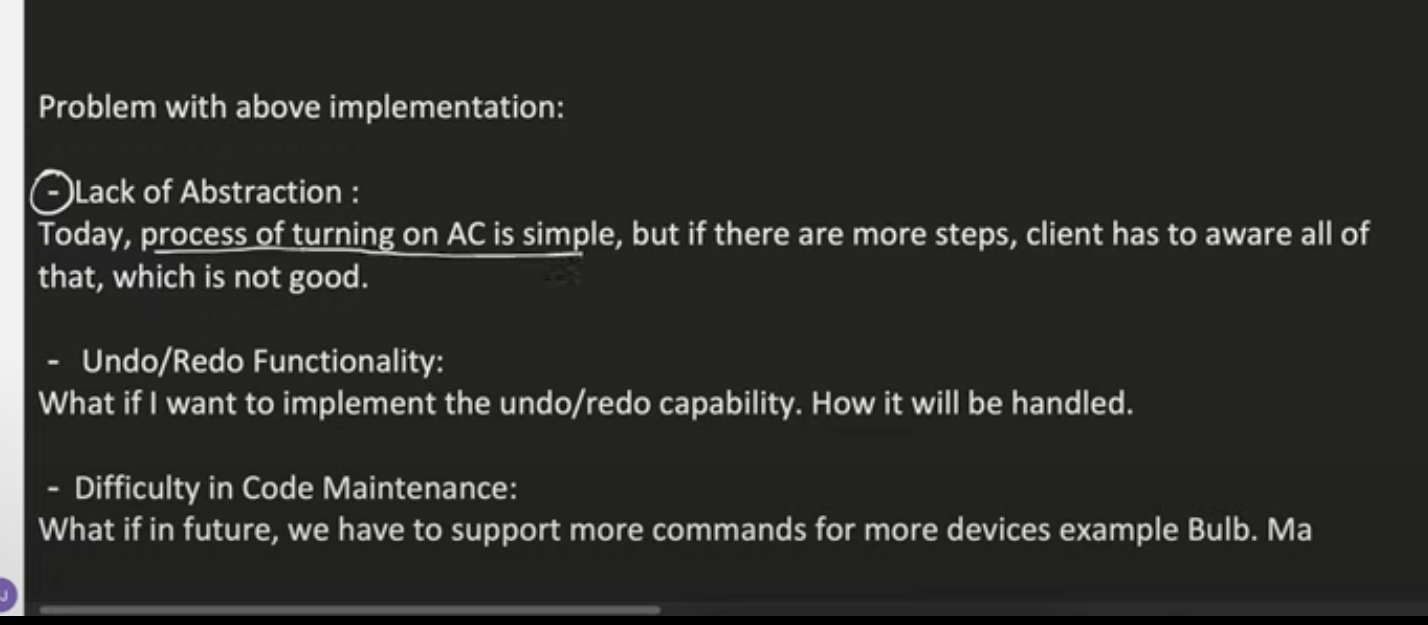 Problem with above implementation:
-Lack of Abstraction :
Today, process of turning on AC is simple, but if there are more steps, client has to aware all of
that, which is not good.
- Undo/Redo Functionality:
What if I want to implement the undo/redo capability. How it will be handled.
- Difficulty in Code Maintenance:
What if in future, we have to support more commands for more devices example Bulb. Ma
J